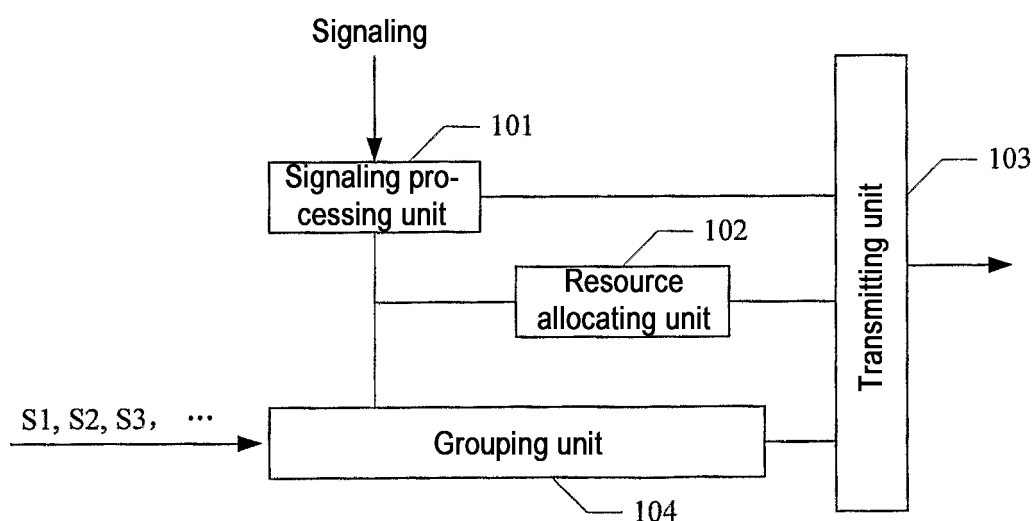 Signaling
101
Signaling pro-
cessing unit
103
102
Resource
allocating unit
Transmitting unit
S1, S2, S3, ...
Grouping unit
104